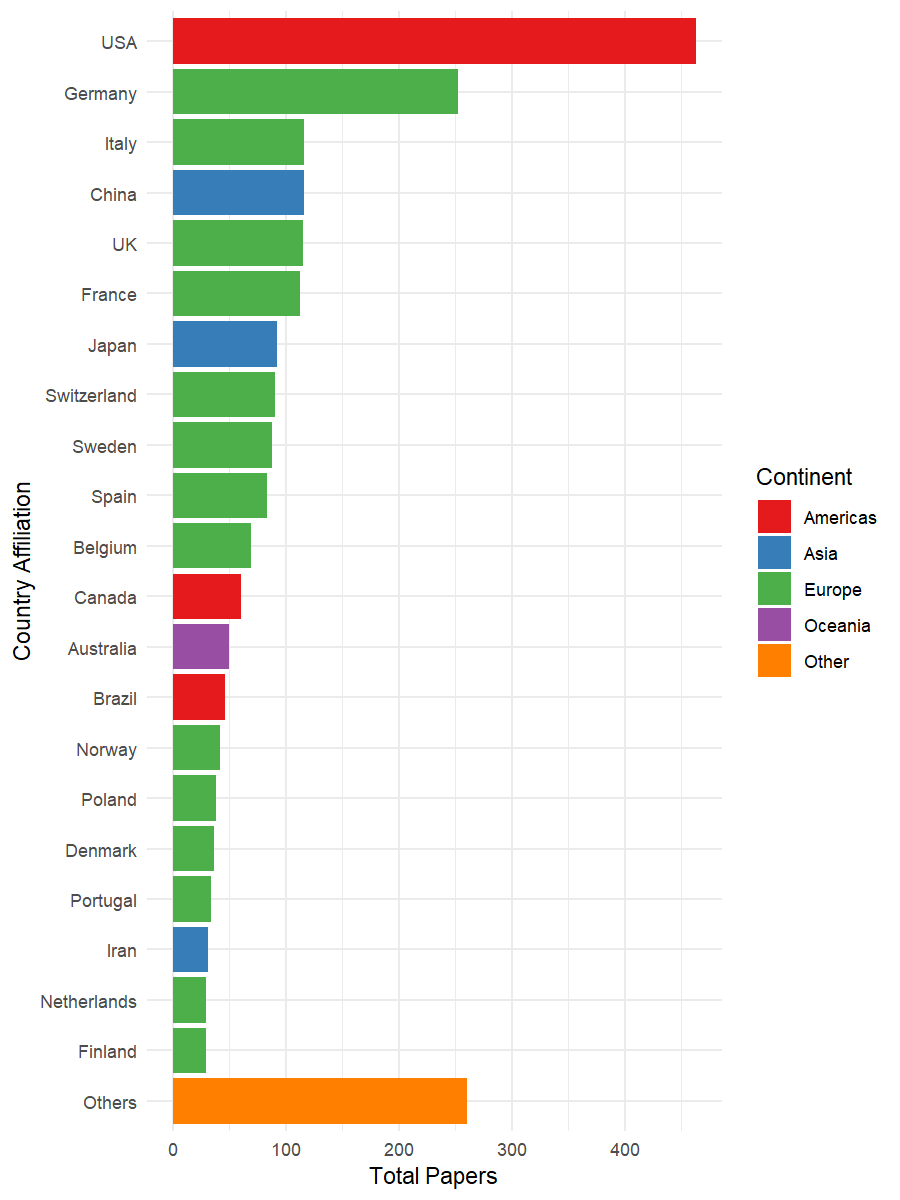 USA
Germany
Italy
China
UK
France
Japan
Switzerland
Sweden
Spain
Belgium
Canada
Australia
Brazil
Norway
Poland
Denmark
Portugal
Iran
Netherlands
Finland
Others
Country Affiliation
0 100 200 300 400
Total Papers
Continent
Americas
Asia
Europe
Oceania
Other